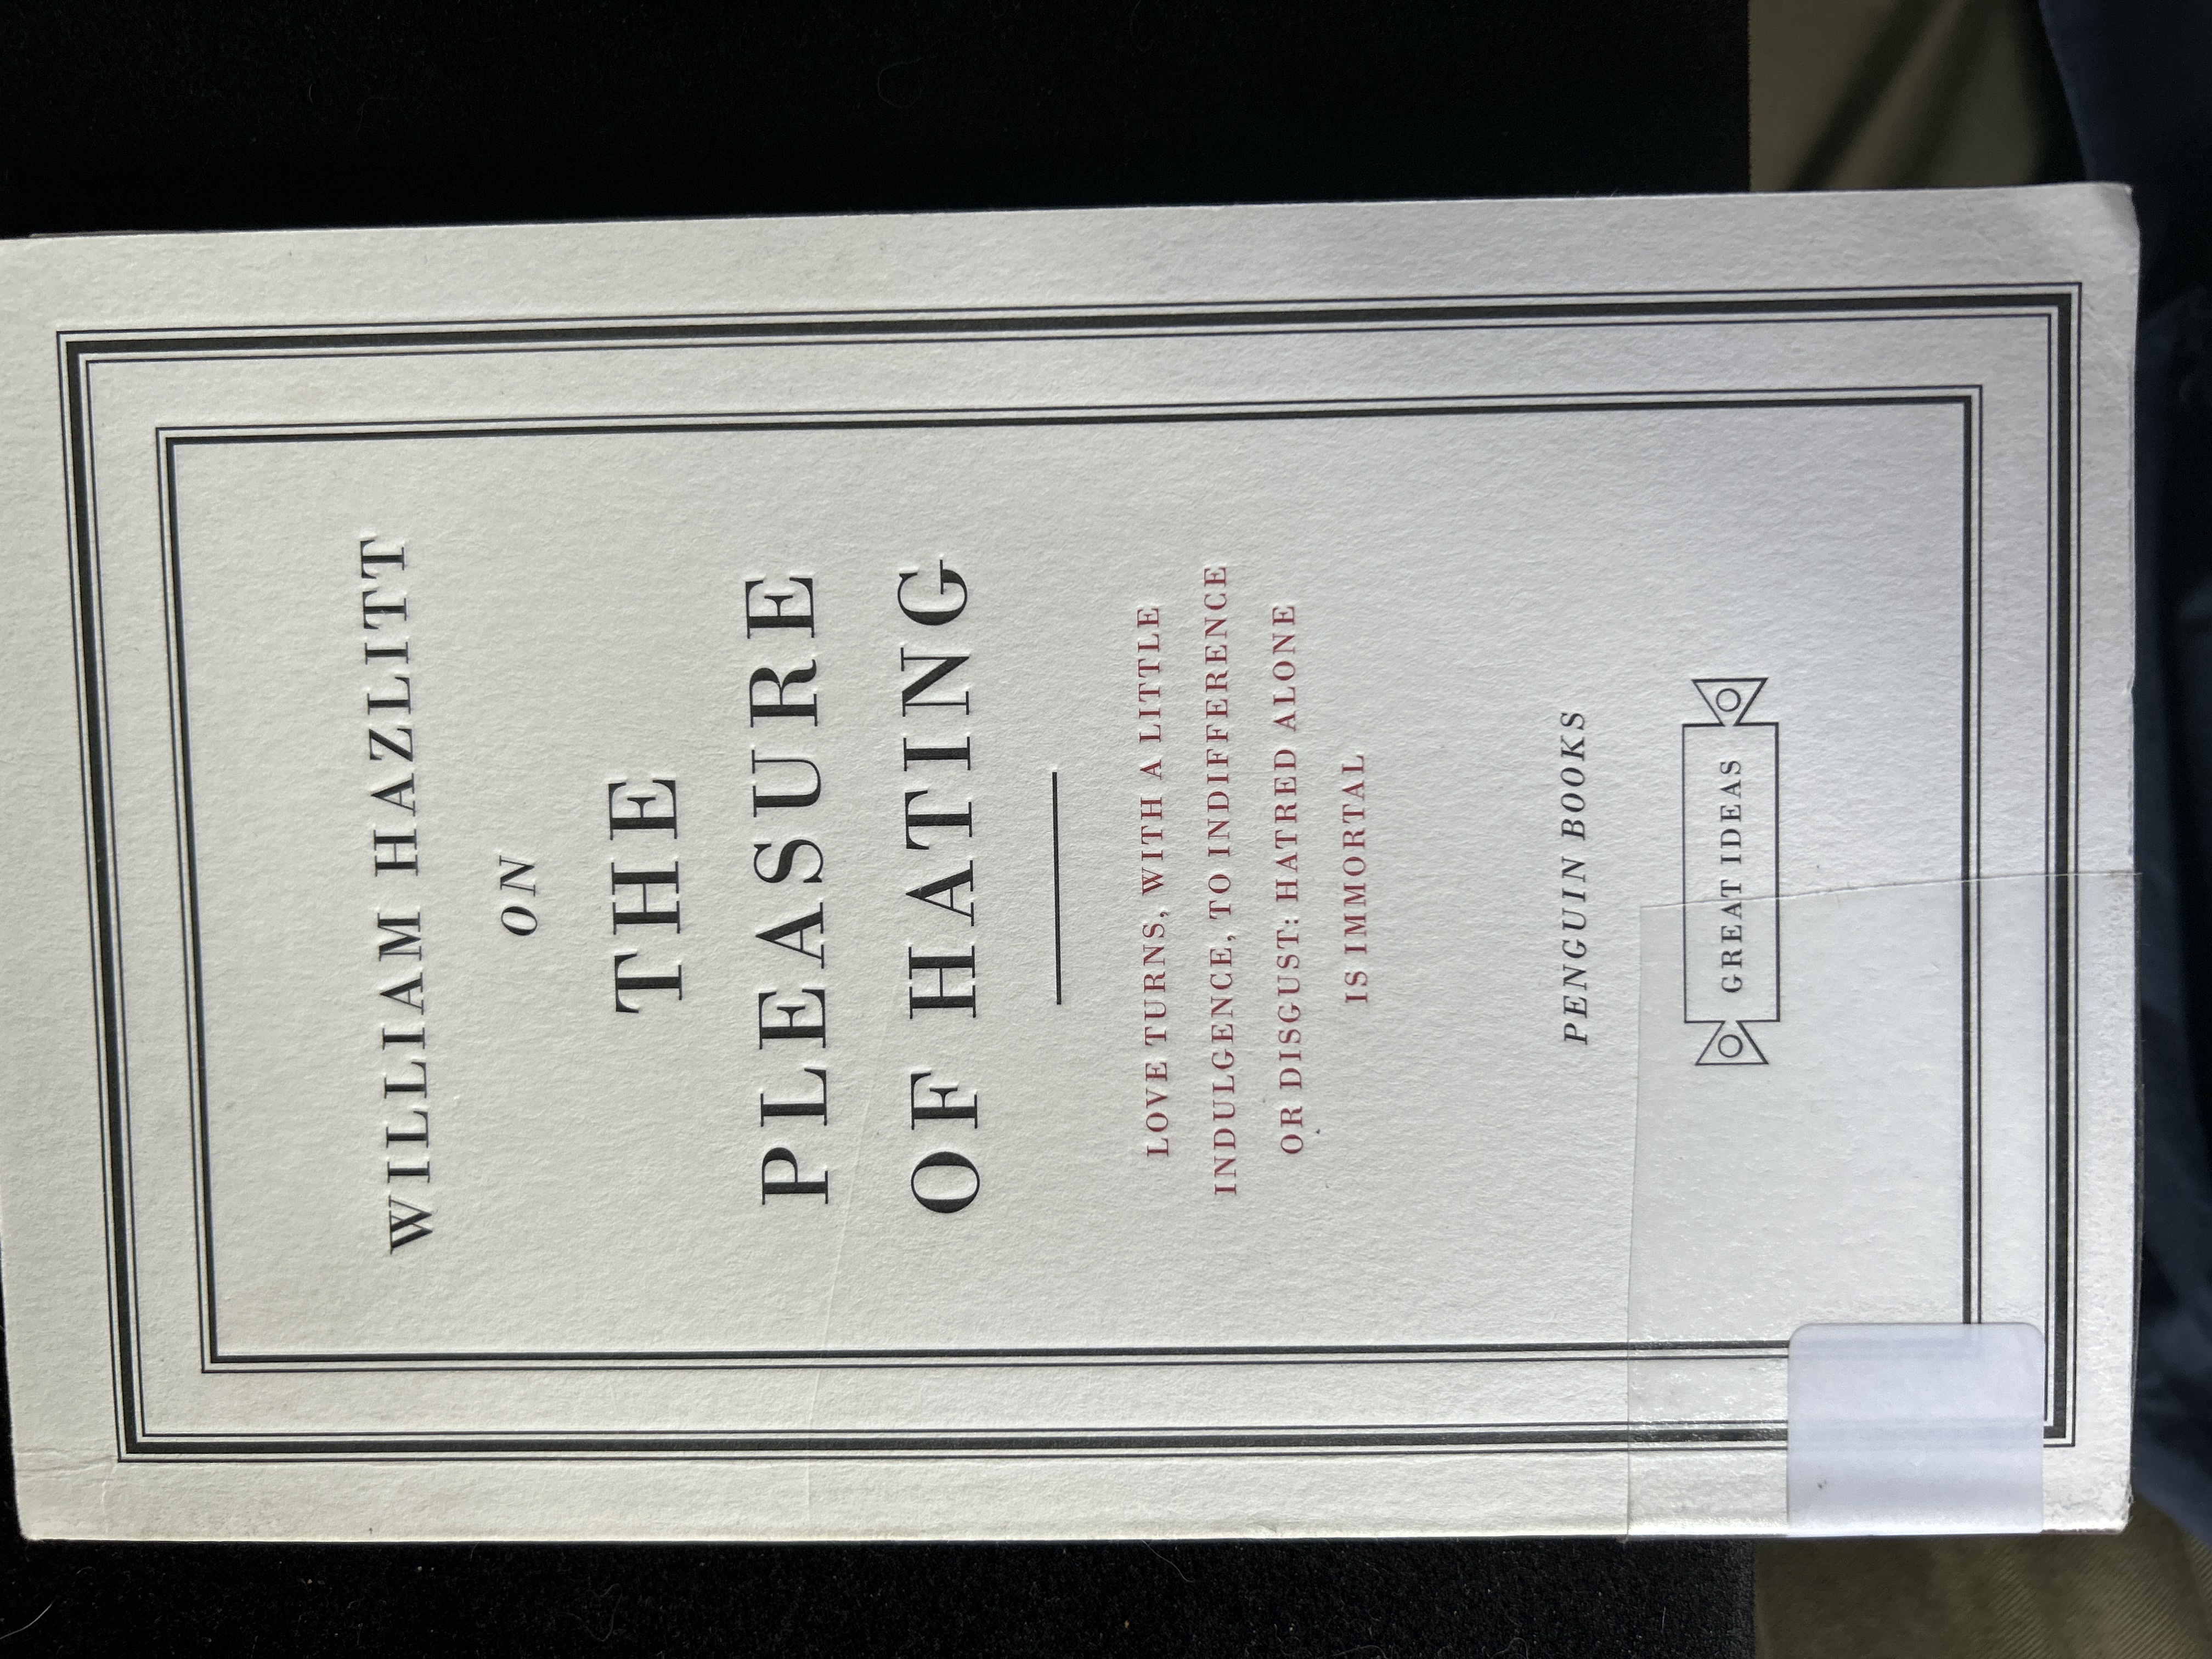 WILLIAM HAZLITT
ON
THE
PLEASURE
OF HATING
LOVE TURNS, WITH A LITTLE
INDULGENCE, TO INDIFFERENCE
OR DISGUST: HATRED ALONE
IS IMMORTAL
PENGUIN BOOKS
GREAT IDEAS